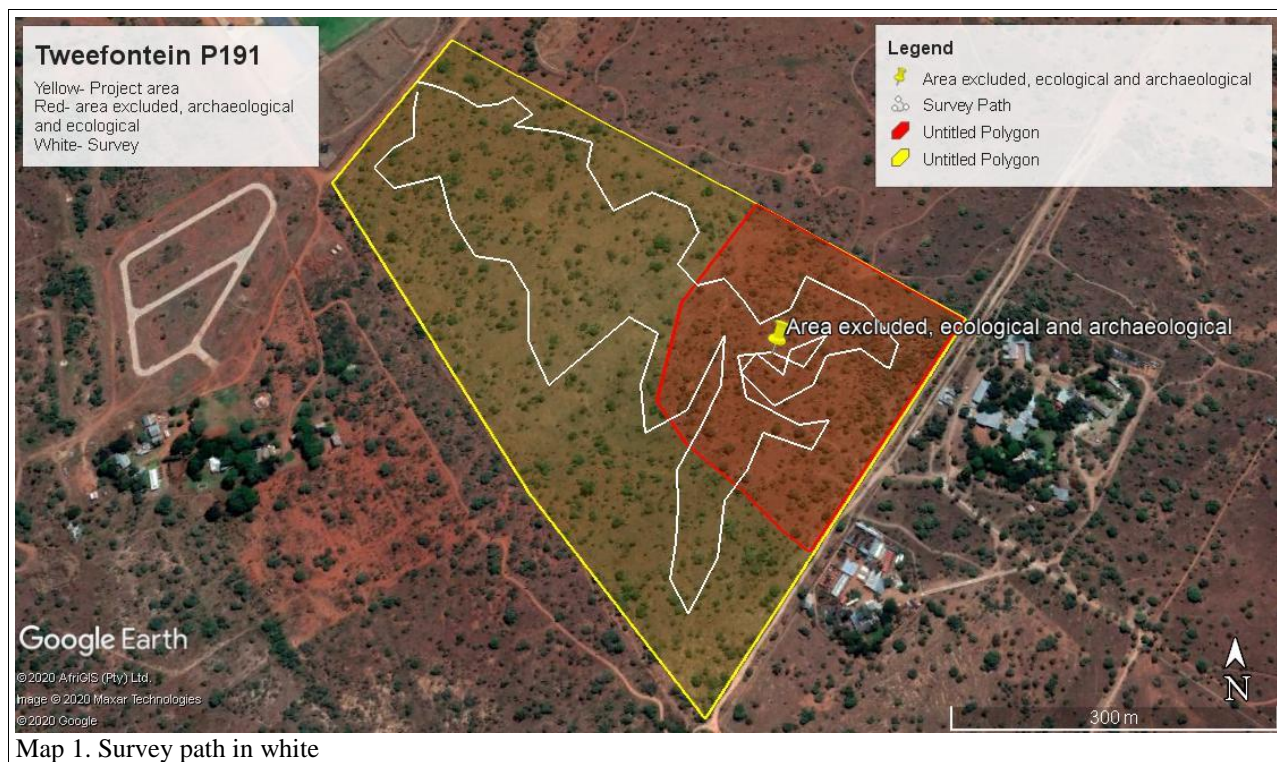 Tweefontein P191
Yellow- Project area
Red- area excluded, archaeological
and ecological
White- Survey
Legend
Area excluded, ecological and archaeological
Survey Path
Untitled Polygon
Untitled Polygon
Area excluded, ecological and archaeological
Google Earth
©2020 AfriGIS (Pty) Ltd.
Image © 2020 Maxar Technologies
©2020 Google
N
300 m
Map 1. Survey path in white